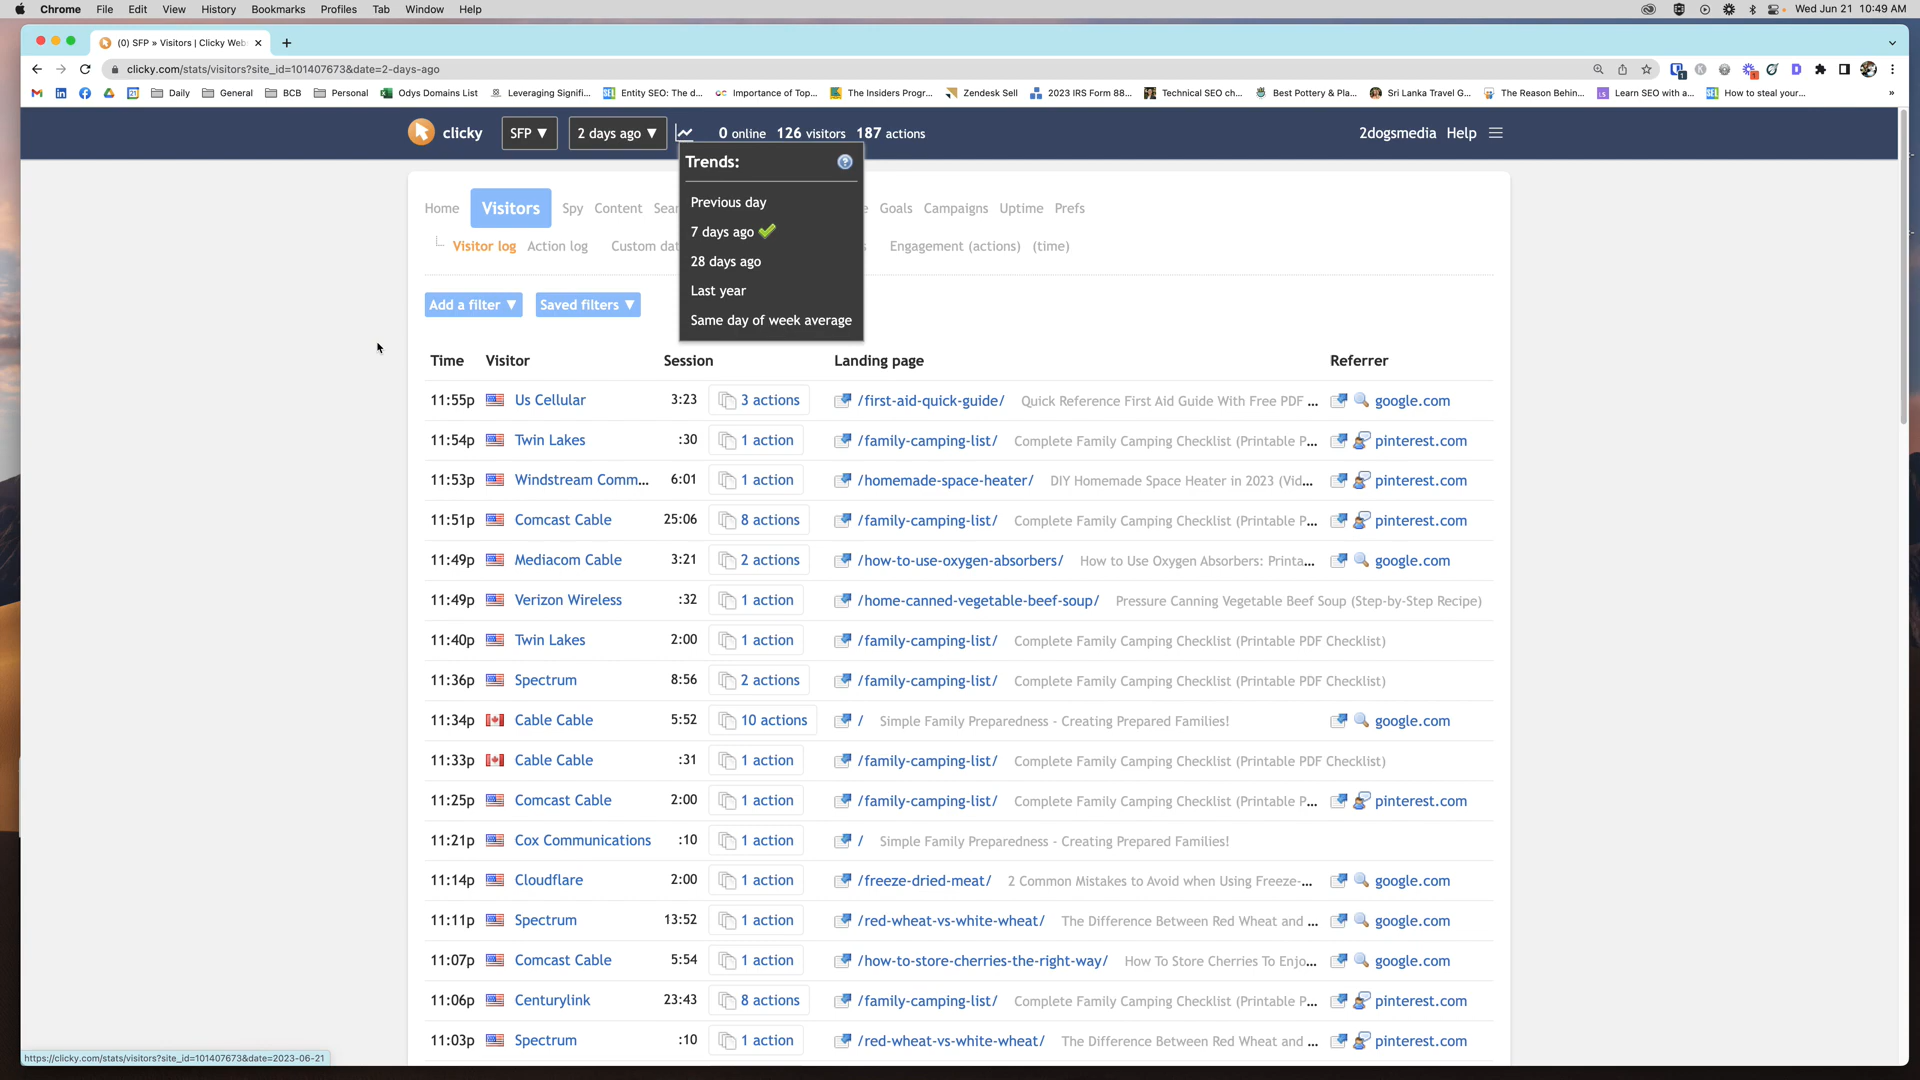 Chrome File Edit View History Bookmarks Profiles Tab Window Help Wed Jun 21 10:49 AM
(0) SFP » Visitors | Clicky Web
clicky.com/stats/visitors?site_id=101407673&date=2-days-ago
Daily General BCB Personal Odys Domains List Leveraging Signifi... Entity SEO: The d... Importance of Top... The Insiders Progr... Zendesk Sell 2023 IRS Form 88... Technical SEO ch... Best Pottery & Pla... Sri Lanka Travel G... The Reason Behin... Learn SEO with a... How to steal your... »
clicky SFP ▼ 2 days ago ▼ 0 online 126 visitors 187 actions 2dogsmedia Help
Trends: ?
Previous day
7 days ago
28 days ago
Last year
Same day of week average
Home Visitors Spy Content Sear e Goals Campaigns Uptime Prefs
Visitor log Action log Custom dat s Engagement (actions) (time)
Add a filter ▼ Saved filters ▼
Time Visitor Session Landing page Referrer
11:55p Us Cellular 3:23 3 actions /first-aid-quick-guide/ Quick Reference First Aid Guide With Free PDF ... google.com
11:54p Twin Lakes :30 1 action /family-camping-list/ Complete Family Camping Checklist (Printable P... pinterest.com
11:53p Windstream Comm... 6:01 1 action /homemade-space-heater/ DIY Homemade Space Heater in 2023 (Vid... pinterest.com
11:51p Comcast Cable 25:06 8 actions /family-camping-list/ Complete Family Camping Checklist (Printable P... pinterest.com
11:49p Mediacom Cable 3:21 2 actions /how-to-use-oxygen-absorbers/ How to Use Oxygen Absorbers: Printa... google.com
11:49p Verizon Wireless :32 1 action /home-canned-vegetable-beef-soup/ Pressure Canning Vegetable Beef Soup (Step-by-Step Recipe)
11:40p Twin Lakes 2:00 1 action /family-camping-list/ Complete Family Camping Checklist (Printable PDF Checklist)
11:36p Spectrum 8:56 2 actions /family-camping-list/ Complete Family Camping Checklist (Printable PDF Checklist)
11:34p Cable Cable 5:52 10 actions / Simple Family Preparedness - Creating Prepared Families! google.com
11:33p Cable Cable :31 1 action /family-camping-list/ Complete Family Camping Checklist (Printable PDF Checklist)
11:25p Comcast Cable 2:00 1 action /family-camping-list/ Complete Family Camping Checklist (Printable P... pinterest.com
11:21p Cox Communications :10 1 action / Simple Family Preparedness - Creating Prepared Families!
11:14p Cloudflare 2:00 1 action /freeze-dried-meat/ 2 Common Mistakes to Avoid when Using Freeze-... google.com
11:11p Spectrum 13:52 1 action /red-wheat-vs-white-wheat/ The Difference Between Red Wheat and ... google.com
11:07p Comcast Cable 5:54 1 action /how-to-store-cherries-the-right-way/ How To Store Cherries To Enjo... google.com
11:06p Centurylink 23:43 8 actions /family-camping-list/ Complete Family Camping Checklist (Printable P... pinterest.com
11:03p Spectrum :10 1 action /red-wheat-vs-white-wheat/ The Difference Between Red Wheat and ... pinterest.com
https://clicky.com/stats/visitors?site_id=101407673&date=2023-06-21